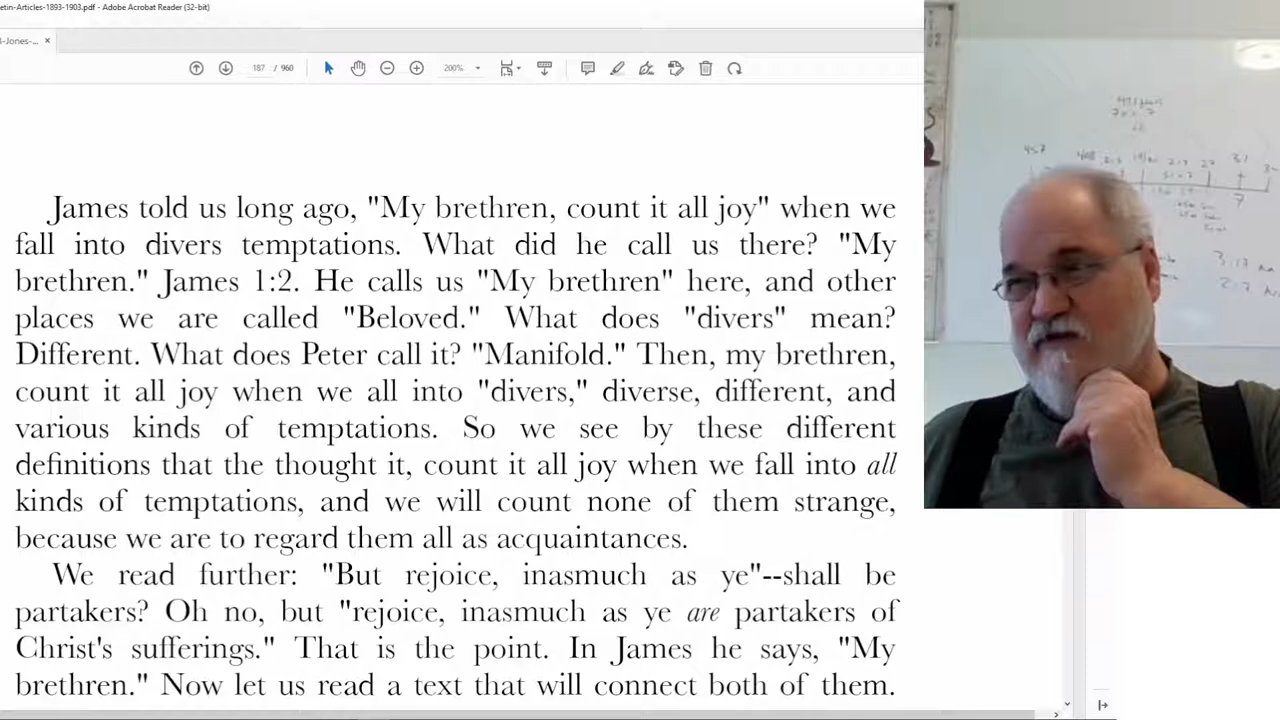 etin-Articles-1893-1903.pdf - Adobe Acrobat Reader (32-bit)
-Jones-... ×
187 / 960
200%
James told us long ago, "My brethren, count it all joy" when we
fall into divers temptations. What did he call us there? "My
brethren." James 1:2. He calls us "My brethren" here, and other
places we are called "Beloved." What does "divers" mean?
Different. What does Peter call it? "Manifold." Then, my brethren,
count it all joy when we all into "divers," diverse, different, and
various kinds of temptations. So we see by these different
definitions that the thought it, count it all joy when we fall into all
kinds of temptations, and we will count none of them strange,
because we are to regard them all as acquaintances.
We read further: "But rejoice, inasmuch as ye"--shall be
partakers? Oh no, but "rejoice, inasmuch as ye are partakers of
Christ's sufferings." That is the point. In James he says, "My
brethren." Now let us read a text that will connect both of them.
457